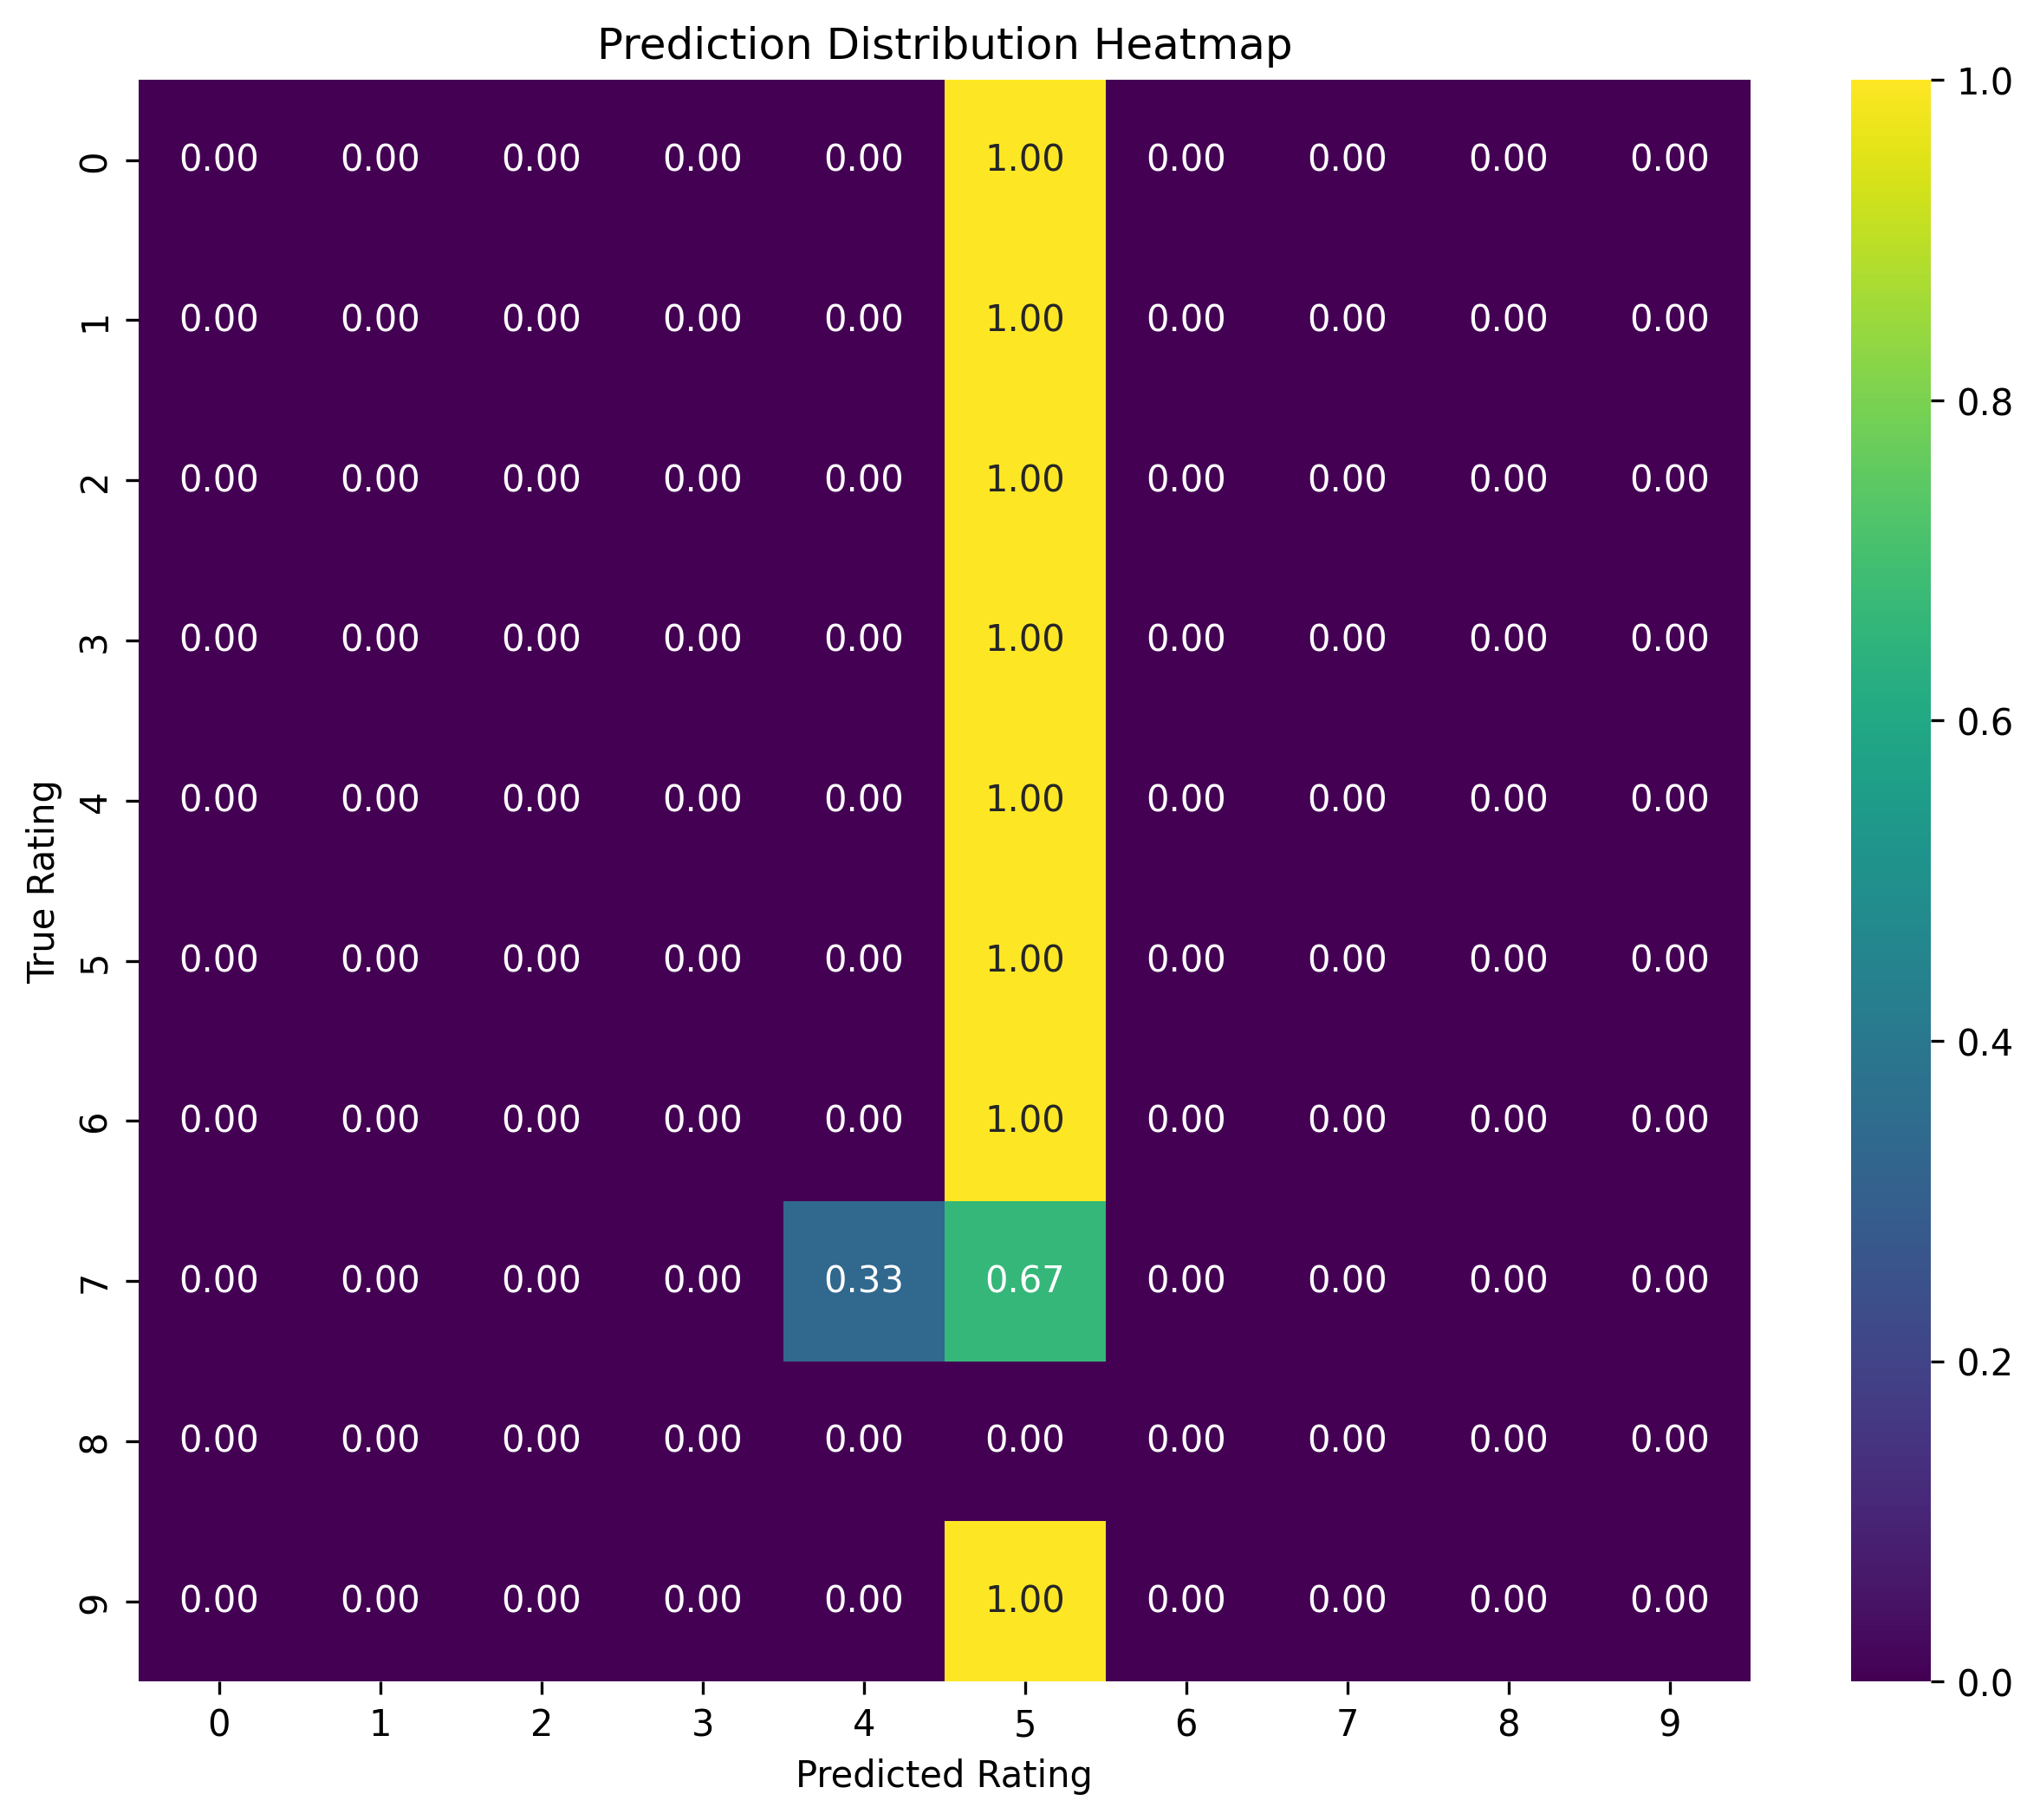 Prediction Distribution Heatmap
0 0.00 0.00 0.00 0.00 0.00 1.00 0.00 0.00 0.00 0.00
1 0.00 0.00 0.00 0.00 0.00 1.00 0.00 0.00 0.00 0.00
2 0.00 0.00 0.00 0.00 0.00 1.00 0.00 0.00 0.00 0.00
3 0.00 0.00 0.00 0.00 0.00 1.00 0.00 0.00 0.00 0.00
4 0.00 0.00 0.00 0.00 0.00 1.00 0.00 0.00 0.00 0.00
5 0.00 0.00 0.00 0.00 0.00 1.00 0.00 0.00 0.00 0.00
6 0.00 0.00 0.00 0.00 0.00 1.00 0.00 0.00 0.00 0.00
7 0.00 0.00 0.00 0.00 0.33 0.67 0.00 0.00 0.00 0.00
8 0.00 0.00 0.00 0.00 0.00 0.00 0.00 0.00 0.00 0.00
9 0.00 0.00 0.00 0.00 0.00 1.00 0.00 0.00 0.00 0.00
0 1 2 3 4 5 6 7 8 9
Predicted Rating
True Rating
1.0
0.8
0.6
0.4
0.2
0.0